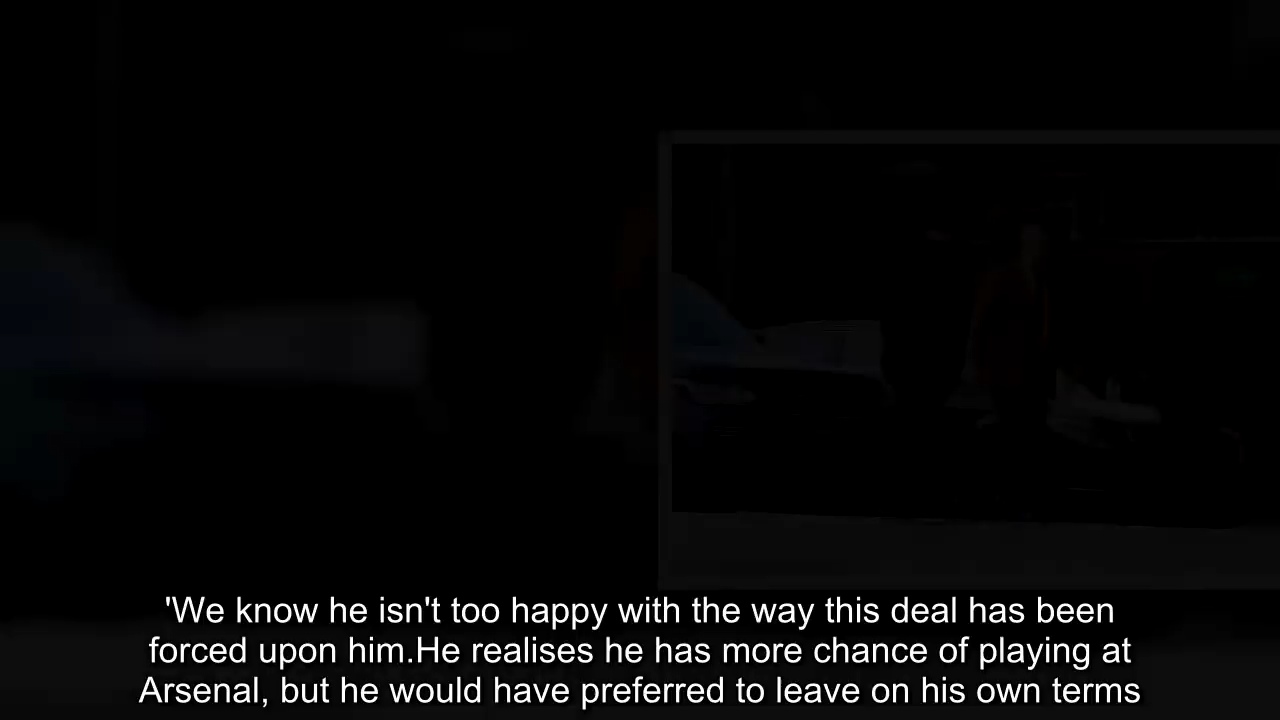 'We know he isn't too happy with the way this deal has been
forced upon him.He realises he has more chance of playing at
Arsenal, but he would have preferred to leave on his own terms